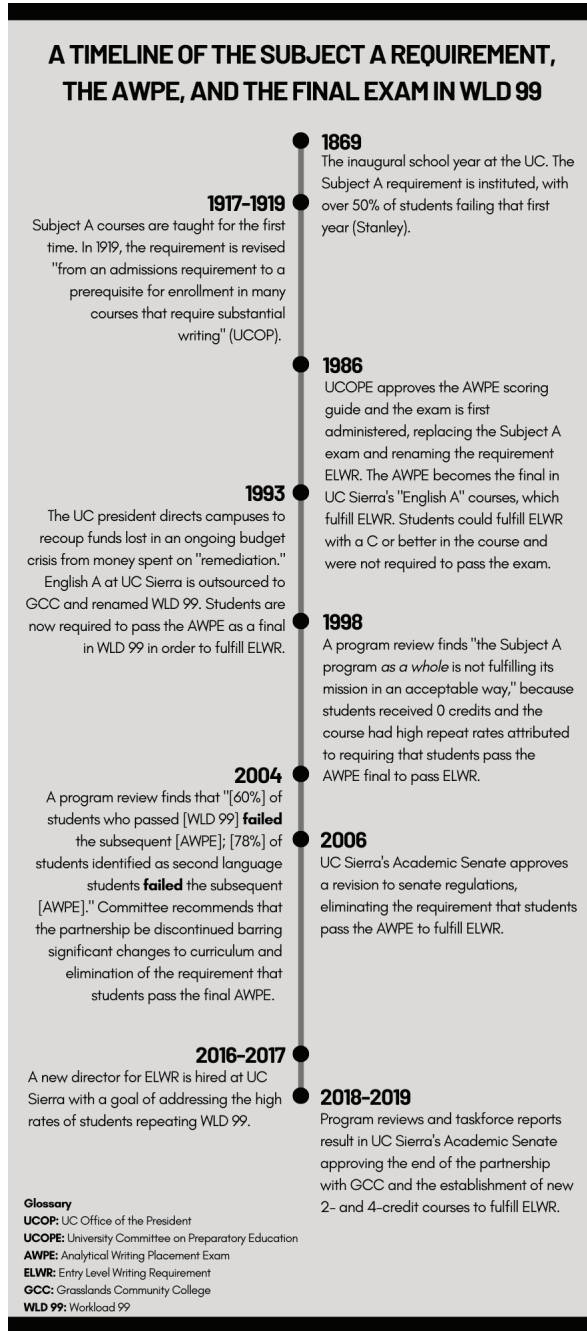 A TIMELINE OF THE SUBJECT A REQUIREMENT,
THE AWPE, AND THE FINAL EXAM IN WLD 99
1869
The inaugural school year at the UC. The
Subject A requirement is instituted, with
over 50% of students failing that first
year (Stanley).
1917-1919
Subject A courses are taught for the first
time. In 1919, the requirement is revised
"from an admissions requirement to a
prerequisite for enrollment in many
courses that require substantial
writing" (UCOP).
1986
UCOPE approves the AWPE scoring
guide and the exam is first
administered, replacing the Subject A
exam and renaming the requirement
ELWR. The AWPE becomes the final in
UC Sierra's "English A" courses, which
fulfill ELWR. Students could fulfill ELWR
with a C or better in the course and
were not required to pass the exam.
1993
The UC president directs campuses to
recoup funds lost in an ongoing budget
crisis from money spent on "remediation."
English A at UC Sierra is outsourced to
GCC and renamed WLD 99. Students are
now required to pass the AWPE as a final
in WLD 99 in order to fulfill ELWR.
1998
A program review finds "the Subject A
program as a whole is not fulfilling its
mission in an acceptable way," because
students received 0 credits and the
course had high repeat rates attributed
to requiring that students pass the
AWPE final to pass ELWR.
2004
A program review finds that "[60%] of
students who passed [WLD 99] failed
the subsequent [AWPE]; [78%] of
students identified as second language
students failed the subsequent
[AWPE]." Committee recommends that
the partnership be discontinued barring
significant changes to curriculum and
elimination of the requirement that
students pass the final AWPE.
2006
UC Sierra's Academic Senate approves
a revision to senate regulations,
eliminating the requirement that students
pass the AWPE to fulfill ELWR.
2016-2017
A new director for ELWR is hired at UC
Sierra with a goal of addressing the high
rates of students repeating WLD 99.
2018-2019
Program reviews and taskforce reports
result in UC Sierra's Academic Senate
approving the end of the partnership
with GCC and the establishment of new
2- and 4-credit courses to fulfill ELWR.
Glossary
UCOP: UC Office of the President
UCOPE: University Committee on Preparatory Education
AWPE: Analytical Writing Placement Exam
ELWR: Entry Level Writing Requirement
GCC: Grasslands Community College
WLD 99: Workload 99